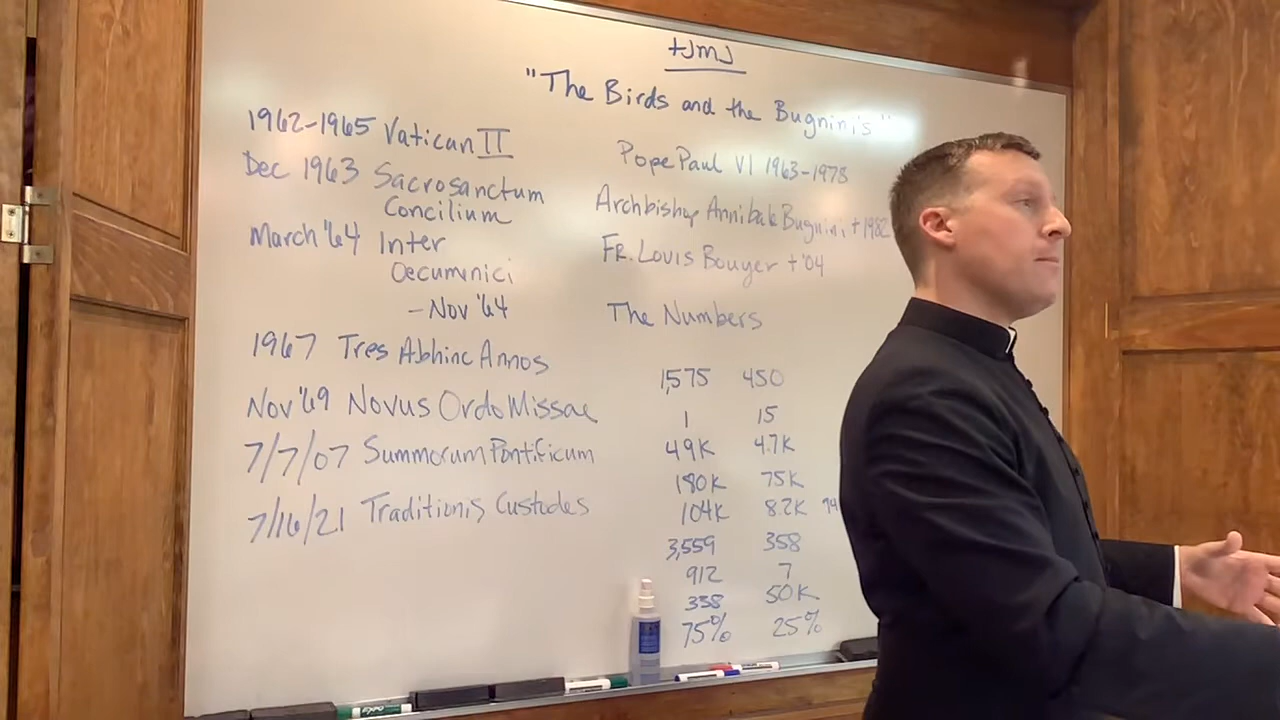 +JMJ
"The Birds and the Bugnini's"
1962-1965 Vatican II
Dec 1963 Sacrosanctum
Concilium
March '64 Inter
Oecumenici
- Nov '64
1967 Tres Abhinc Annos
Nov '69 Novus Ordo Missae
7/7/07 Summorum Pontificum
7/16/21 Traditionis Custodes
Pope Paul VI 1963-1978
Archbishop Annibale Bugnini +1982
Fr. Louis Bouyer +'04
The Numbers
1,575 450
1 15
49K 4.7K
180K 75K
104K 82K
3,559 358
912 7
338 50K
75% 25%
EXPO